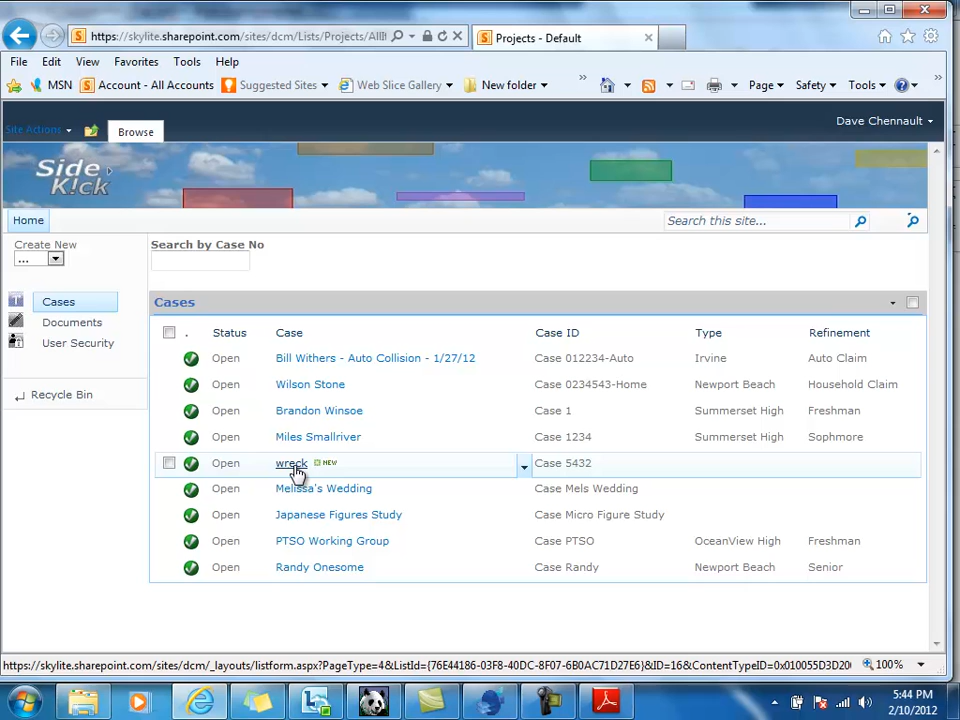 https://skylite.sharepoint.com/sites/dcm/Lists/Projects/AllI
Projects - Default
File Edit View Favorites Tools Help
MSN Account - All Accounts Suggested Sites Web Slice Gallery New folder » Page Safety Tools »
Dave Chennault
Site Actions Browse
Side K!ck
Home
Search this site...
Create New
...
Search by Case No
Cases
Documents
User Security
Recycle Bin
Cases
. Status Case Case ID Type Refinement
Open Bill Withers - Auto Collision - 1/27/12 Case 012234-Auto Irvine Auto Claim
Open Wilson Stone Case 0234543-Home Newport Beach Household Claim
Open Brandon Winsoe Case 1 Summerset High Freshman
Open Miles Smallriver Case 1234 Summerset High Sophmore
Open wreck NEW Case 5432
Open Melissa's Wedding Case Mels Wedding
Open Japanese Figures Study Case Micro Figure Study
Open PTSO Working Group Case PTSO OceanView High Freshman
Open Randy Onesome Case Randy Newport Beach Senior
https://skylite.sharepoint.com/sites/dcm/_layouts/listform.aspx?PageType=4&ListId={76E44186-03F8-40DC-8F07-6B0AC71D27E6}&ID=16&ContentTypeID=0x010055D3D20 100%
5:44 PM
2/10/2012